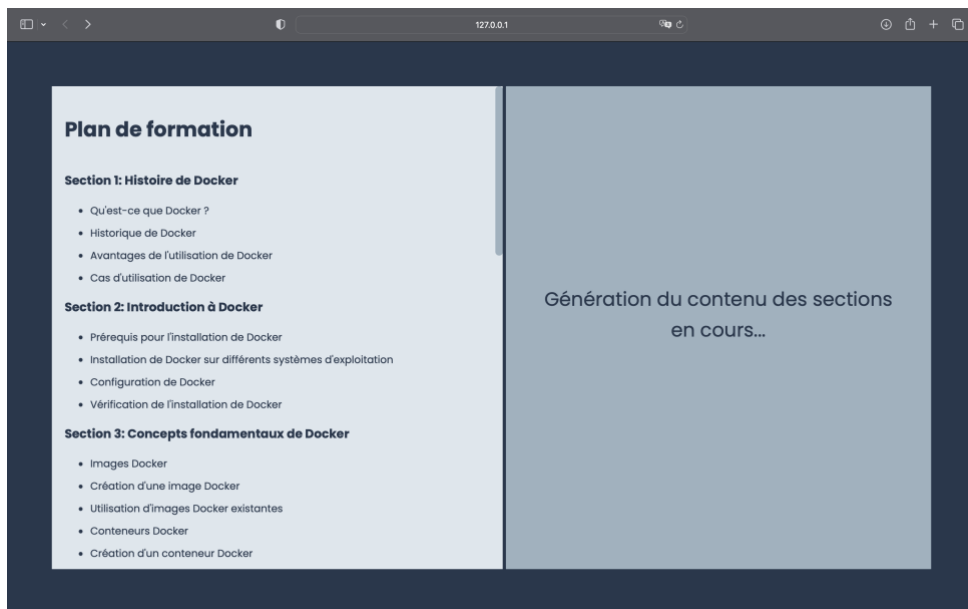 127.0.0.1
Plan de formation
Section 1: Histoire de Docker
Qu'est-ce que Docker ?
Historique de Docker
Avantages de l'utilisation de Docker
Cas d'utilisation de Docker
Section 2: Introduction à Docker
Prérequis pour l'installation de Docker
Installation de Docker sur différents systèmes d'exploitation
Configuration de Docker
Vérification de l'installation de Docker
Section 3: Concepts fondamentaux de Docker
Images Docker
Création d'une image Docker
Utilisation d'images Docker existantes
Conteneurs Docker
Création d'un conteneur Docker
Génération du contenu des sections
en cours...